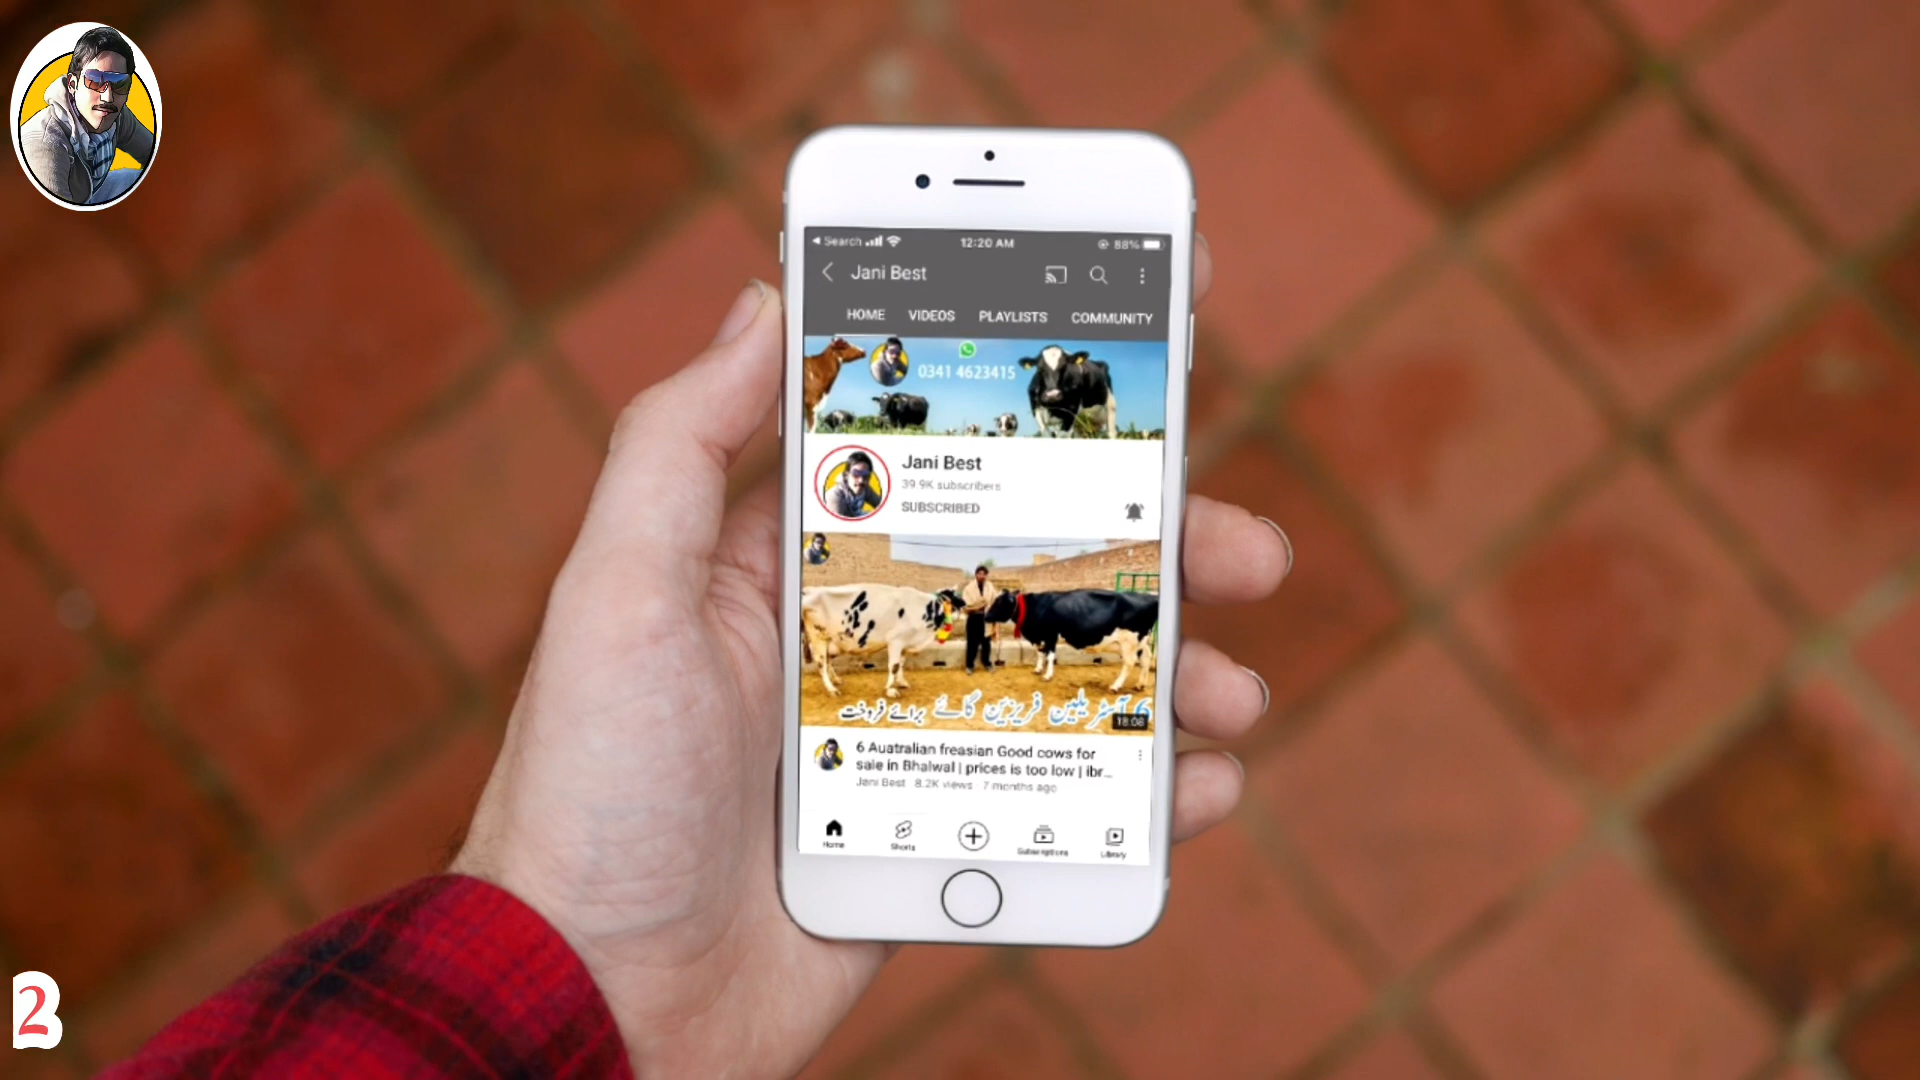 Search
12:20 AM
88%
Jani Best
HOME VIDEOS PLAYLISTS COMMUNITY
0341 4623415
Jani Best
39.9K subscribers
SUBSCRIBED
6 آسٹریلین فریزین گائے برائے فروخت
18:08
6 Auatralian freasian Good cows for
sale in Bhalwal | prices is too low | ibr...
Jani Best 8.2K views 7 months ago
Home
Shorts
Subscriptions
Library
2